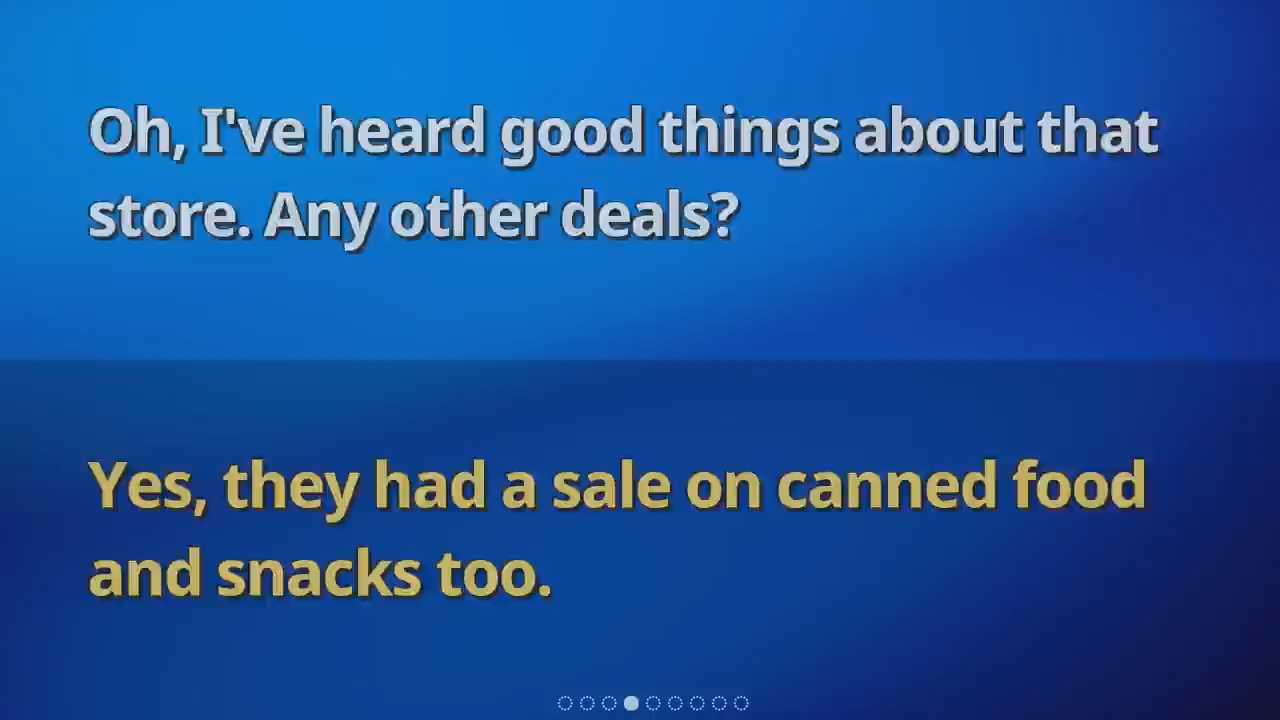 Oh, I've heard good things about that
store. Any other deals?
Yes, they had a sale on canned food
and snacks too.